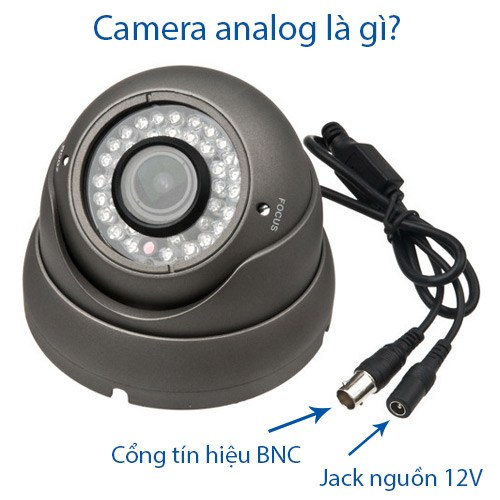 Camera analog là gì?
FOCUS
Cổng tín hiệu BNC
Jack nguồn 12V